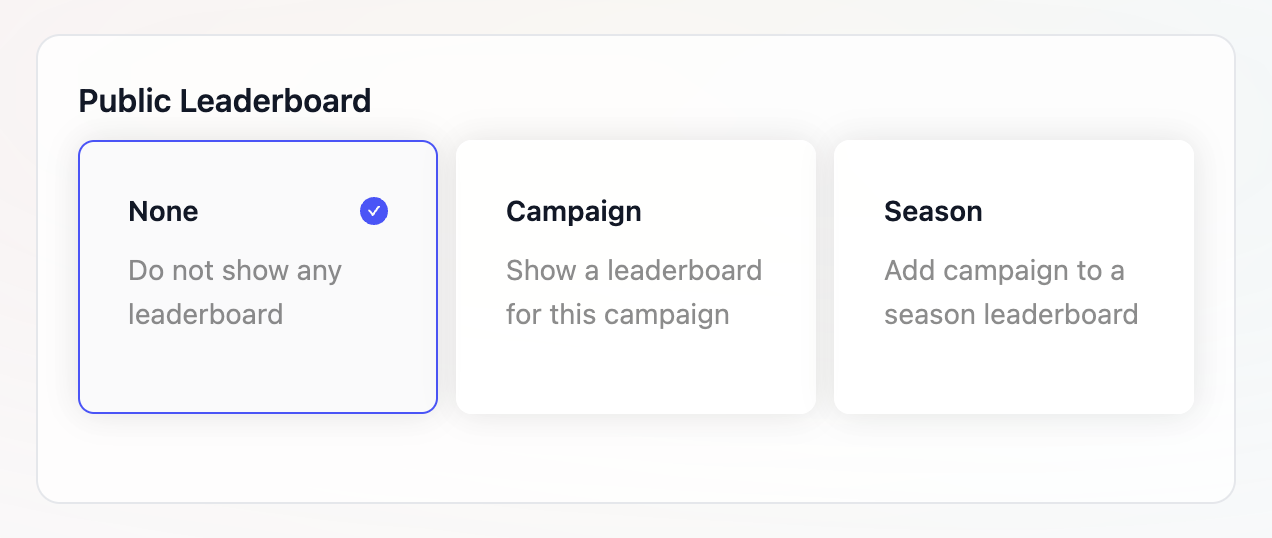 Public Leaderboard
None
Do not show any
leaderboard
Campaign
Show a leaderboard
for this campaign
Season
Add campaign to a
season leaderboard